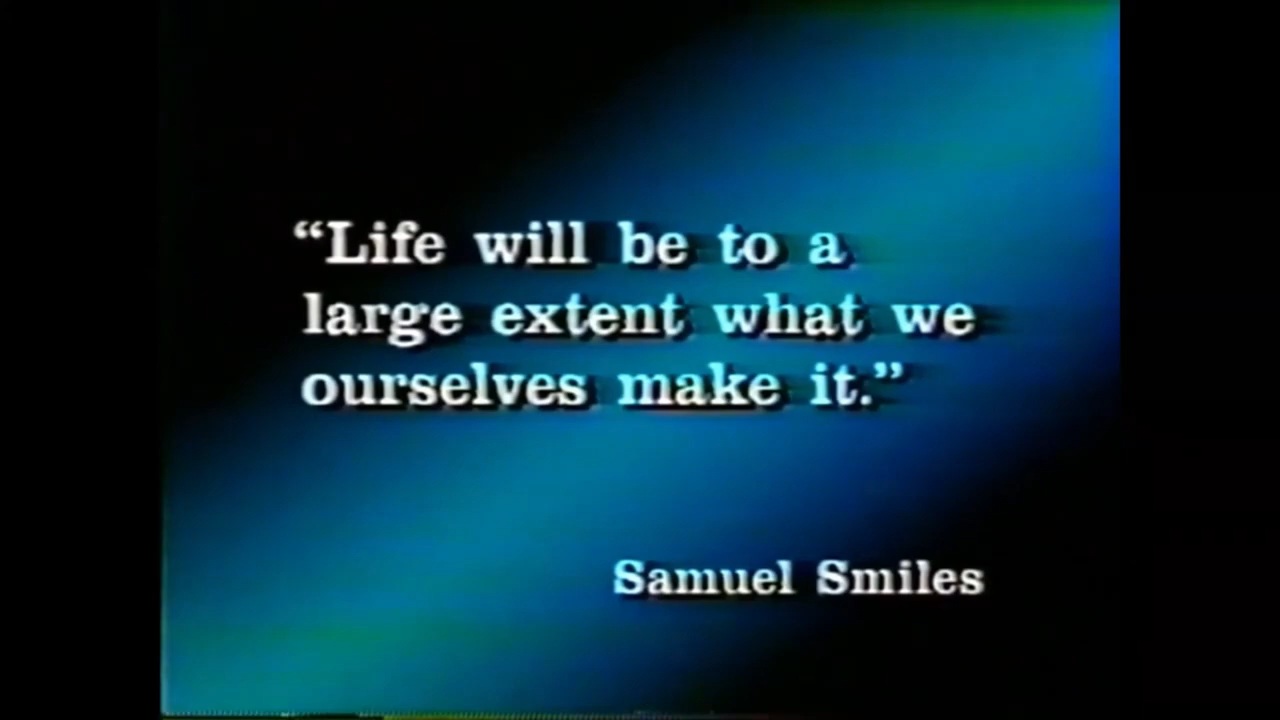 “Life will be to a
large extent what we
ourselves make it.”
Samuel Smiles